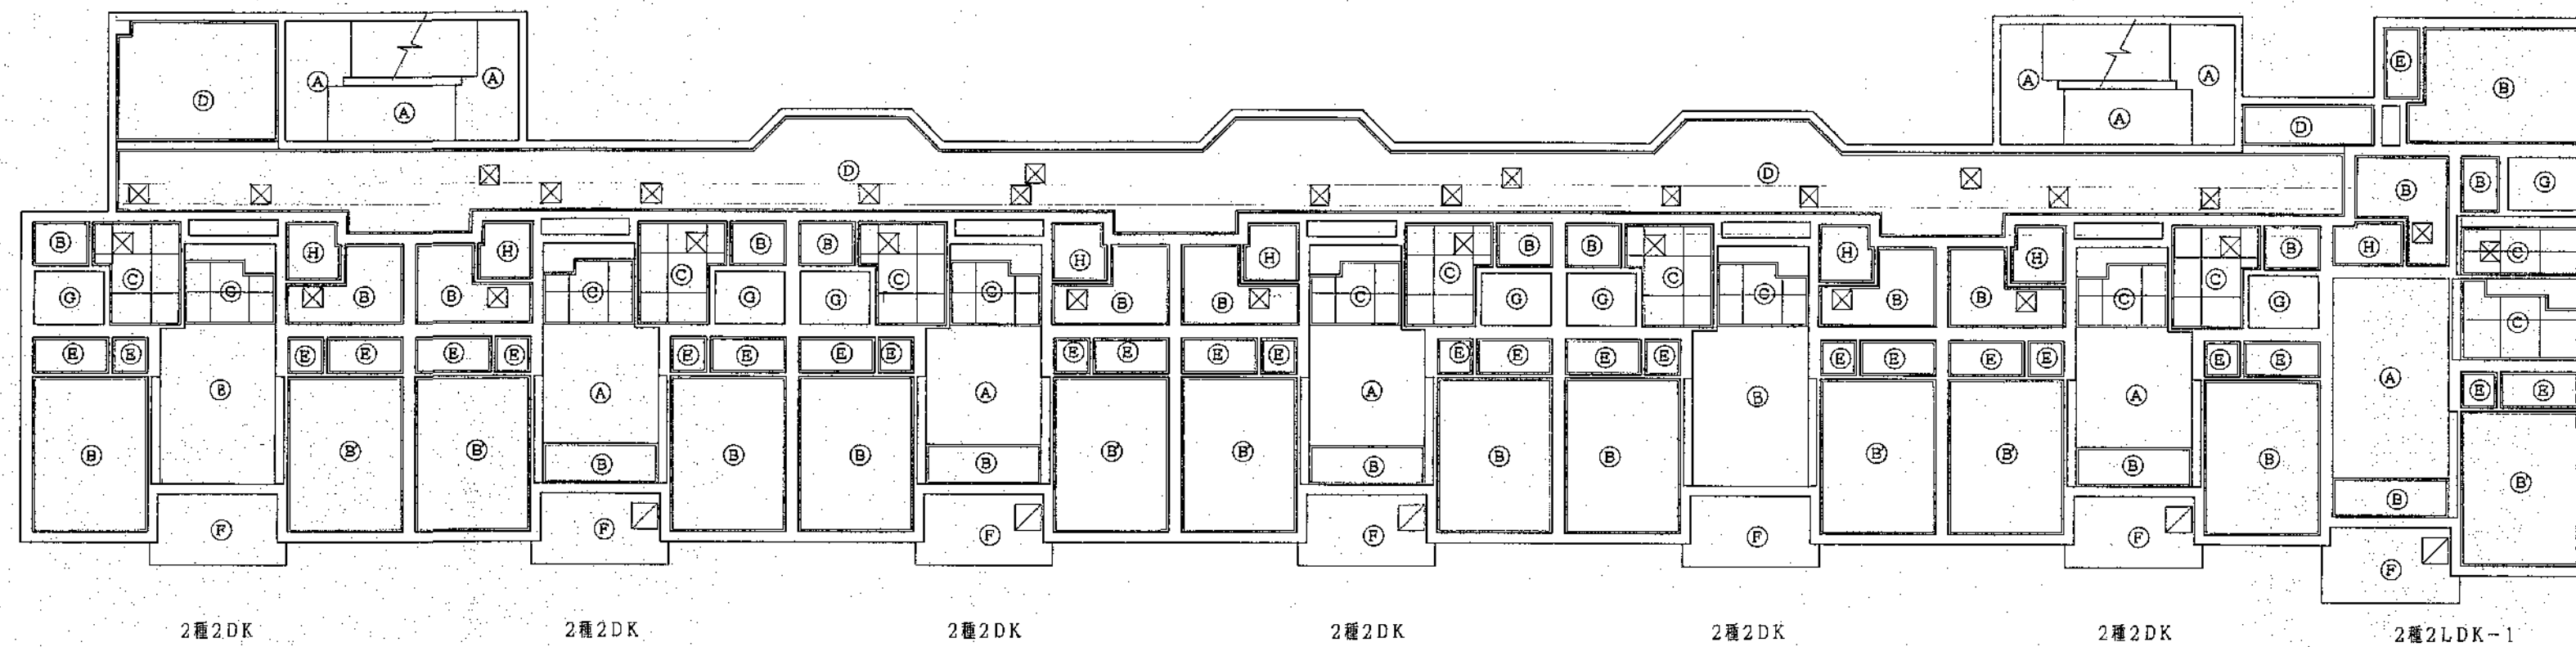 D A A A A A A E B
D D D B B G
B C G H B B H C B B C G H B B H C C B B C G H B B H C C B B H C
G G G G G G C
E E E E E E E E E E E E E E E E E E E E E E E E E E
B A A A B A A
B B' B' B B B' B' B B B' B' B B'
B B B B B
F F F F F F F
2種2DK 2種2DK 2種2DK 2種2DK 2種2DK 2種2DK 2種2LDK-1